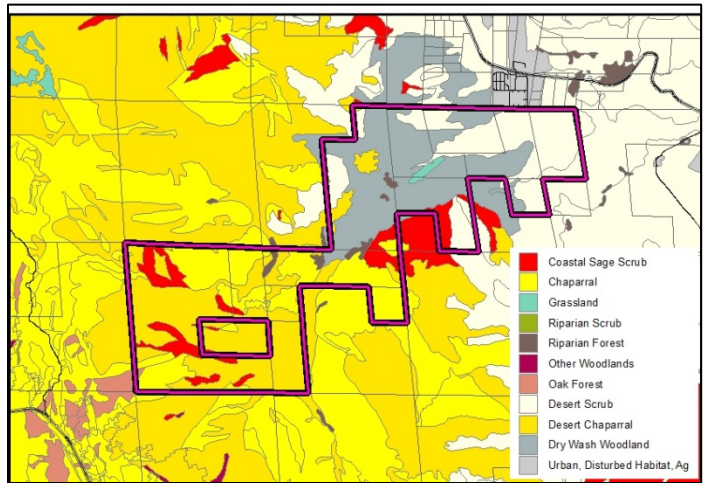 Coastal Sage Scrub
Chaparral
Grassland
Riparian Scrub
Riparian Forest
Other Woodlands
Oak Forest
Desert Scrub
Desert Chaparral
Dry Wash Woodland
Urban, Disturbed Habitat, Ag